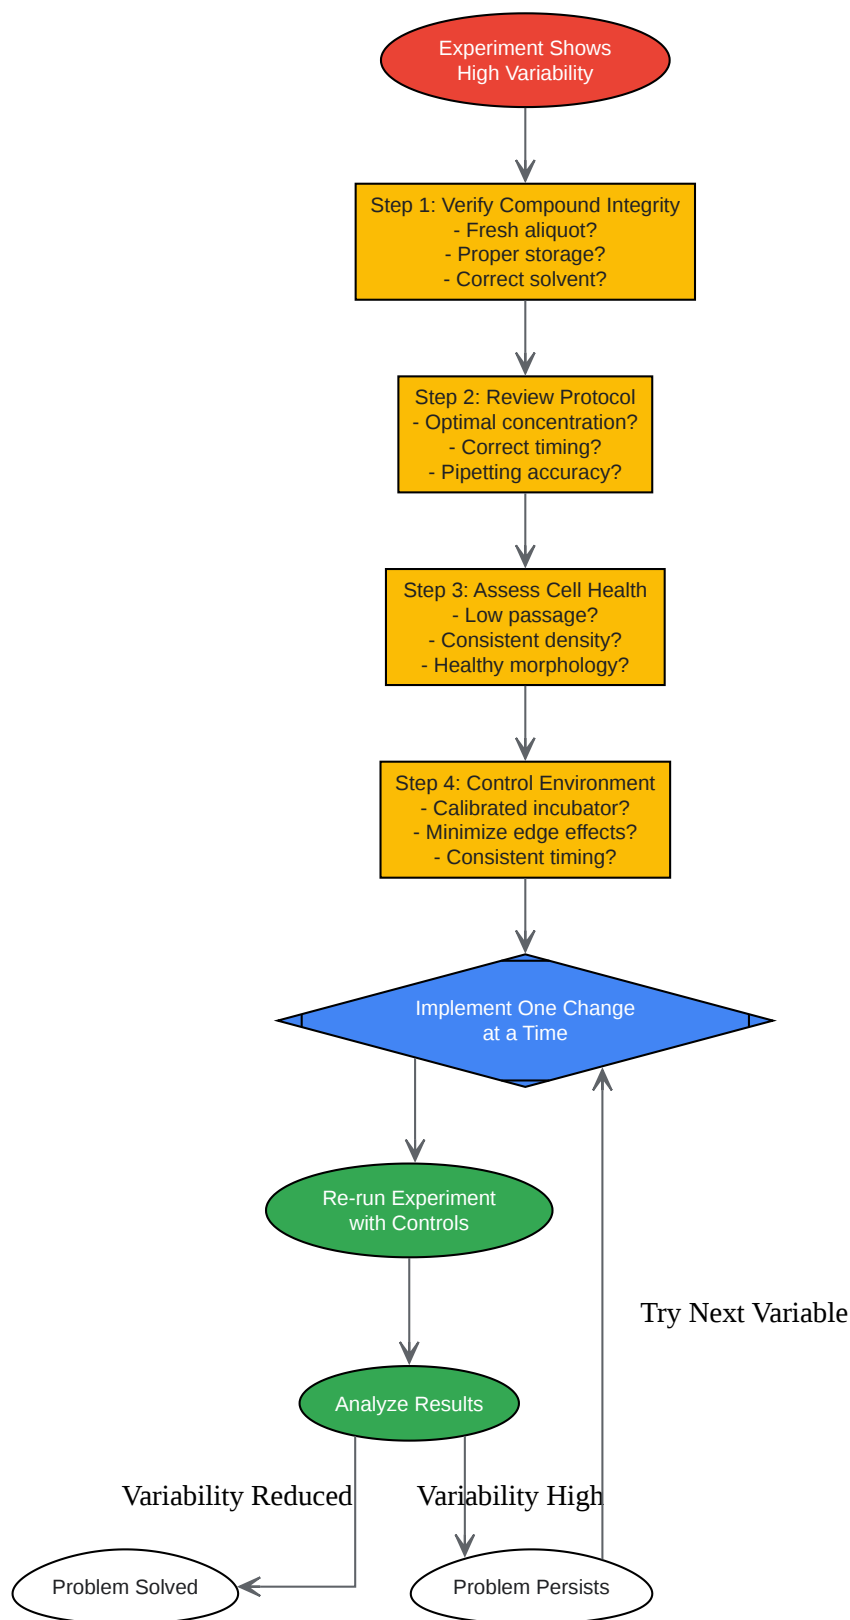 Experiment Shows
High Variability
Step 1: Verify Compound Integrity
- Fresh aliquot?
- Proper storage?
- Correct solvent?
Step 2: Review Protocol
- Optimal concentration?
- Correct timing?
- Pipetting accuracy?
Step 3: Assess Cell Health
- Low passage?
- Consistent density?
- Healthy morphology?
Step 4: Control Environment
- Calibrated incubator?
- Minimize edge effects?
- Consistent timing?
Implement One Change
at a Time
Re-run Experiment
with Controls
Try Next Variable
Analyze Results
Variability Reduced
Variability High
Problem Solved
Problem Persists